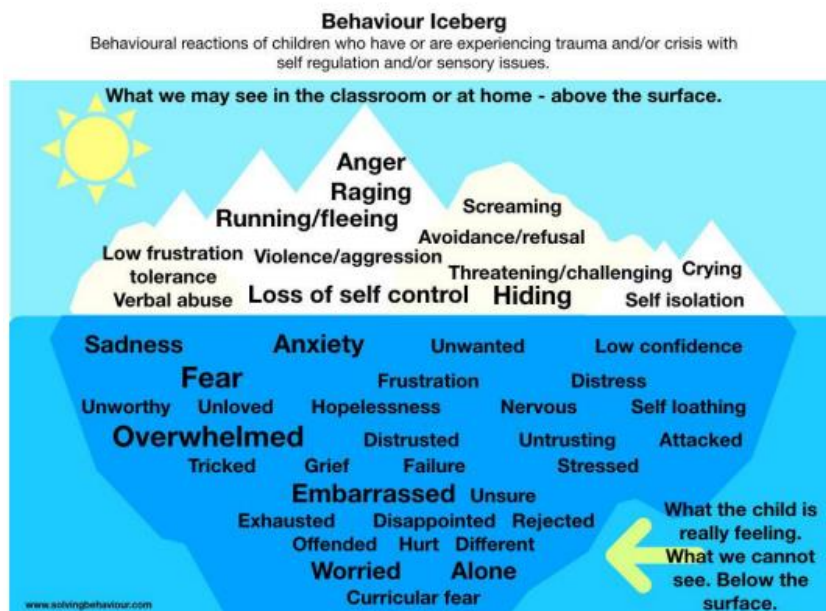 Behaviour Iceberg
Behavioural reactions of children who have or are experiencing trauma and/or crisis with
self regulation and/or sensory issues.
What we may see in the classroom or at home - above the surface.
Anger
Raging
Screaming
Running/fleeing
Avoidance/refusal
Low frustration
tolerance
Violence/aggression
Threatening/challenging
Crying
Verbal abuse
Loss of self control
Hiding
Self isolation
Sadness Anxiety Unwanted Low confidence
Fear Frustration Distress
Unworthy Unloved Hopelessness Nervous Self loathing
Overwhelmed Distrusted Untrusting Attacked
Tricked Grief Failure Stressed
Embarrassed Unsure
Exhausted Disappointed Rejected
Offended Hurt Different
Worried Alone
Curricular fear
What the child is
really feeling.
What we cannot
see. Below the
surface.
www.solvingbehaviour.com